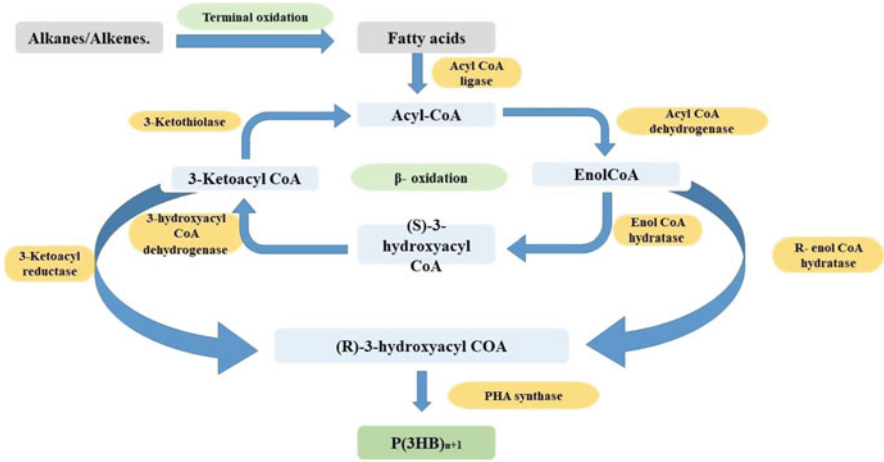 Terminal oxidation
Alkanes/Alkenes.
Fatty acids
Acyl CoA
ligase
3-Ketothiolase
Acyl-CoA
Acyl CoA
dehydrogenase
3-Ketoacyl CoA
β- oxidation
EnolCoA
3-hydroxyacyl
CoA
dehydrogenase
(S)-3-
hydroxyacyl
CoA
Enol CoA
hydratase
3-Ketoacyl
reductase
R- enol CoA
hydratase
(R)-3-hydroxyacyl COA
PHA synthase
P(3HB)n+1